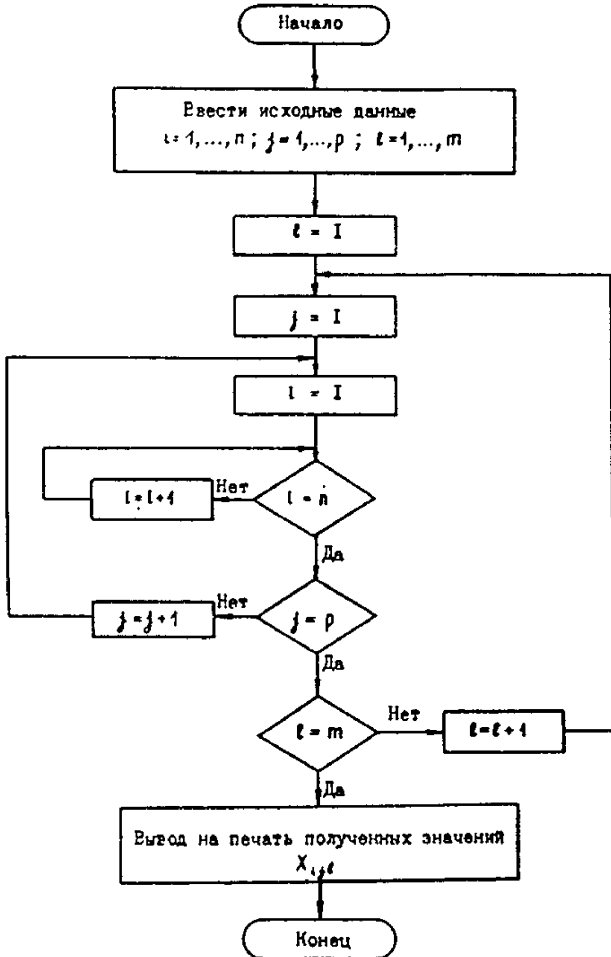 Начало
Ввести исходные данные
i=1,...,n ; j=1,...,p ; ℓ=1,...,m
ℓ = I
j = I
i = I
i = n
Нет
i=i+1
Да
j = p
Нет
j=j+1
Да
ℓ = m
Нет
ℓ=ℓ+1
Да
Вывод на печать полученных значений
Xijℓ
Конец